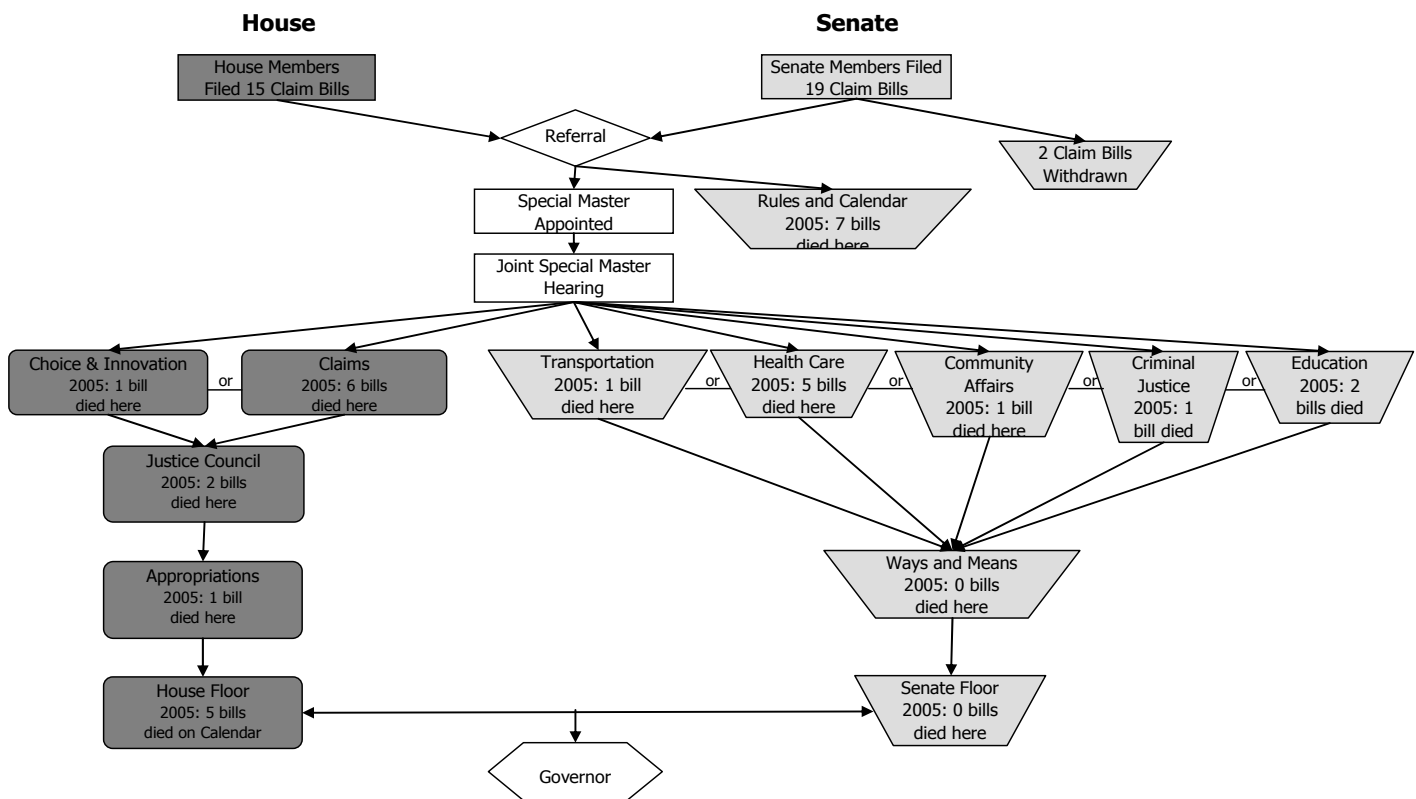 House
Senate
House Members
Filed 15 Claim Bills
Senate Members Filed
19 Claim Bills
Referral
2 Claim Bills
Withdrawn
Special Master
Appointed
Rules and Calendar
2005: 7 bills
died here
Joint Special Master
Hearing
Choice & Innovation
2005: 1 bill
died here
or
Claims
2005: 6 bills
died here
Transportation
2005: 1 bill
died here
or
Health Care
2005: 5 bills
died here
or
Community
Affairs
2005: 1 bill
died here
or
Criminal
Justice
2005: 1
bill died
or
Education
2005: 2
bills died
Justice Council
2005: 2 bills
died here
Appropriations
2005: 1 bill
died here
Ways and Means
2005: 0 bills
died here
House Floor
2005: 5 bills
died on Calendar
Senate Floor
2005: 0 bills
died here
Governor